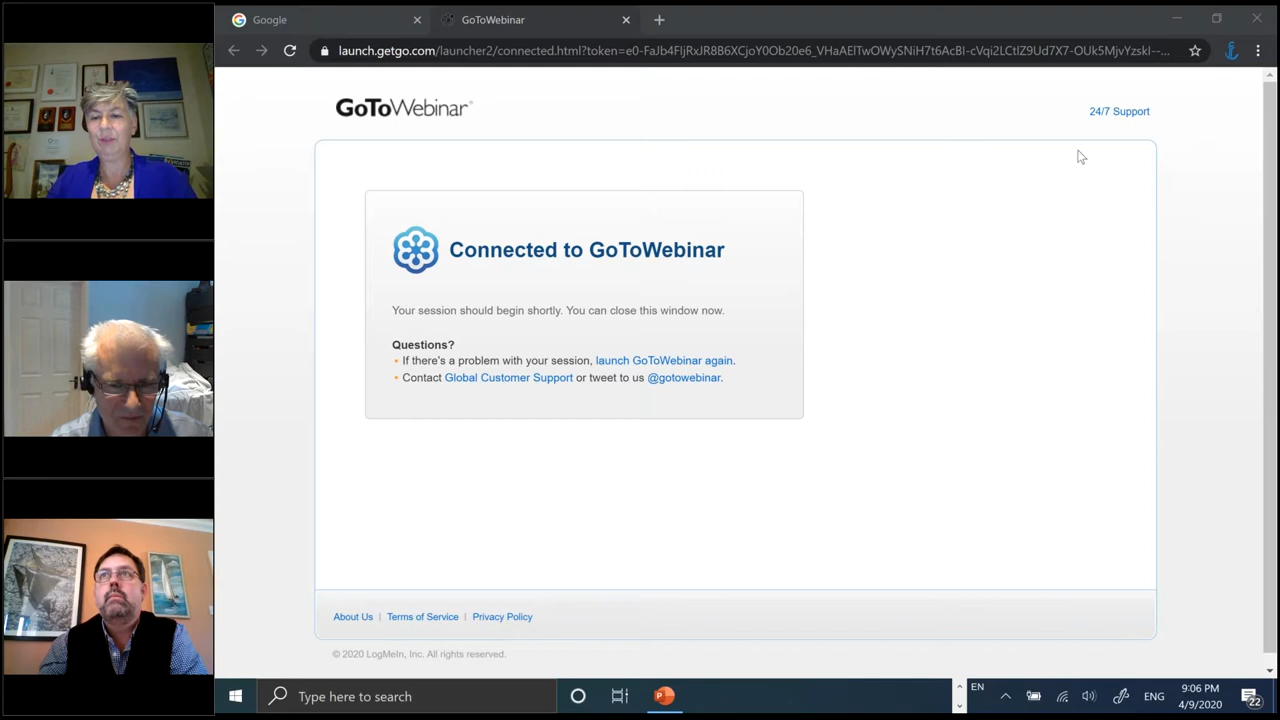 Google
GoToWebinar
launch.getgo.com/launcher2/connected.html?token=e0-FaJb4FljRxJR8B6XCjoY0Ob20e6_VHaAElTwOWySNiH7t6AcBI-cVqi2LCtlZ9Ud7X7-OUk5MjvYzskI--...
GoToWebinar
24/7 Support
Connected to GoToWebinar
Your session should begin shortly. You can close this window now.
Questions?
If there's a problem with your session, launch GoToWebinar again.
Contact Global Customer Support or tweet to us @gotowebinar.
About Us | Terms of Service | Privacy Policy
© 2020 LogMeIn, Inc. All rights reserved.
Type here to search
EN
ENG
9:06 PM
4/9/2020
22